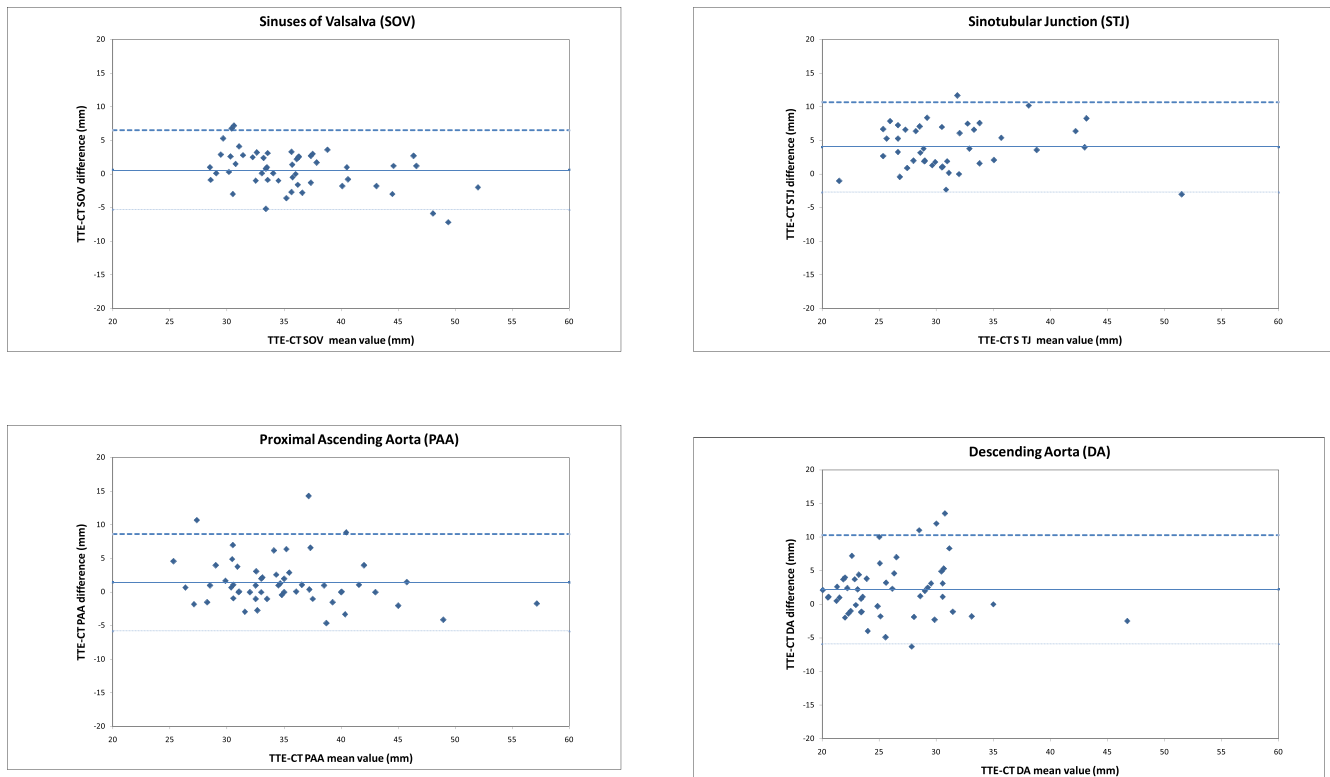 Sinuses of Valsalva (SOV)
20
15
10
5
0
-5
-10
-15
-20
TTE-CT SOV difference (mm)
20 25 30 35 40 45 50 55 60
TTE-CT SOV mean value (mm)
Sinotubular Junction (STJ)
20
15
10
5
0
-5
-10
-15
-20
TTE-CT STJ difference (mm)
20 25 30 35 40 45 50 55 60
TTE-CT S TJ mean value (mm)
Proximal Ascending Aorta (PAA)
20
15
10
5
0
-5
-10
-15
-20
TTE-CT PAA difference (mm)
20 25 30 35 40 45 50 55 60
TTE-CT PAA mean value (mm)
Descending Aorta (DA)
20
15
10
5
0
-5
-10
-15
-20
TTE-CT DA difference (mm)
20 25 30 35 40 45 50 55 60
TTE-CT DA mean value (mm)